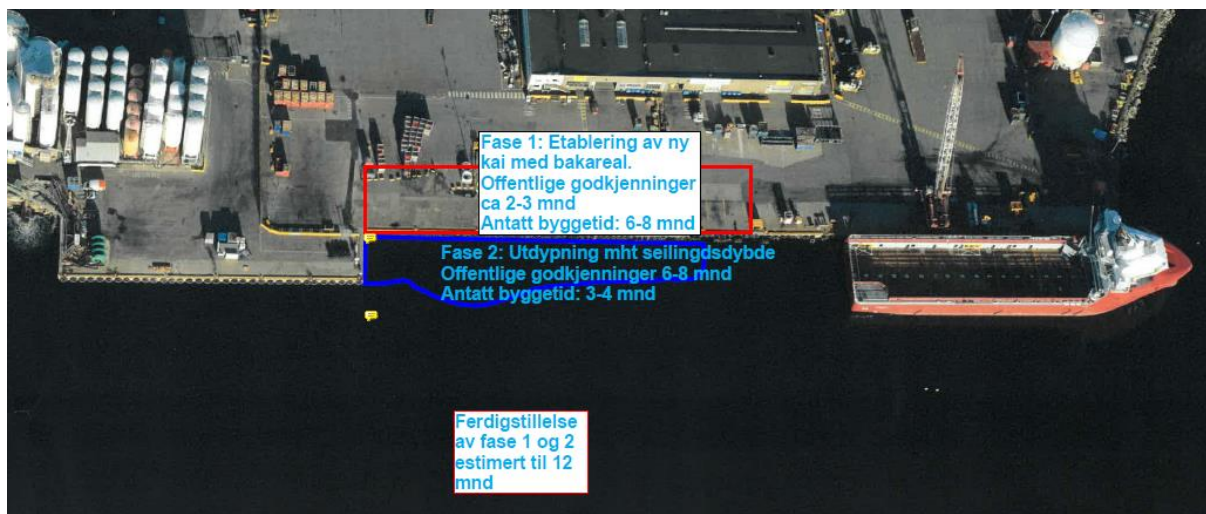 Fase 1: Etablering av ny
kai med bakareal.
Offentlige godkjenninger
ca 2-3 mnd
Antatt byggetid: 6-8 mnd
Fase 2: Utdypning mht seilingdsdybde
Offentlige godkjenninger 6-8 mnd
Antatt byggetid: 3-4 mnd
Ferdigstillelse
av fase 1 og 2
estimert til 12
mnd